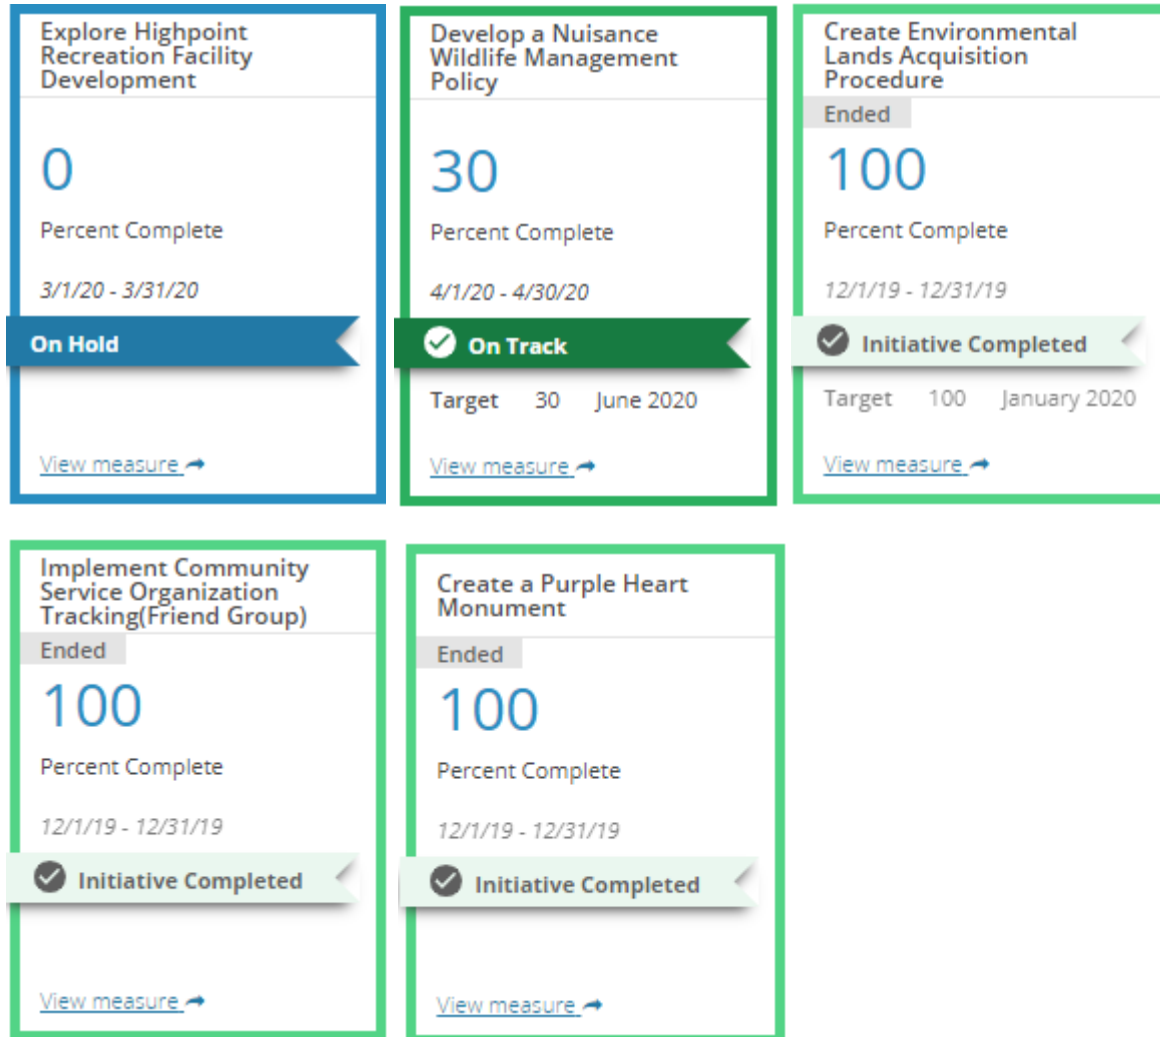 Explore Highpoint
Recreation Facility
Development
0
Percent Complete
3/1/20 - 3/31/20
On Hold
View measure
Develop a Nuisance
Wildlife Management
Policy
30
Percent Complete
4/1/20 - 4/30/20
On Track
Target 30 June 2020
View measure
Create Environmental
Lands Acquisition
Procedure
Ended
100
Percent Complete
12/1/19 - 12/31/19
Initiative Completed
Target 100 January 2020
View measure
Implement Community
Service Organization
Tracking(Friend Group)
Ended
100
Percent Complete
12/1/19 - 12/31/19
Initiative Completed
View measure
Create a Purple Heart
Monument
Ended
100
Percent Complete
12/1/19 - 12/31/19
Initiative Completed
View measure